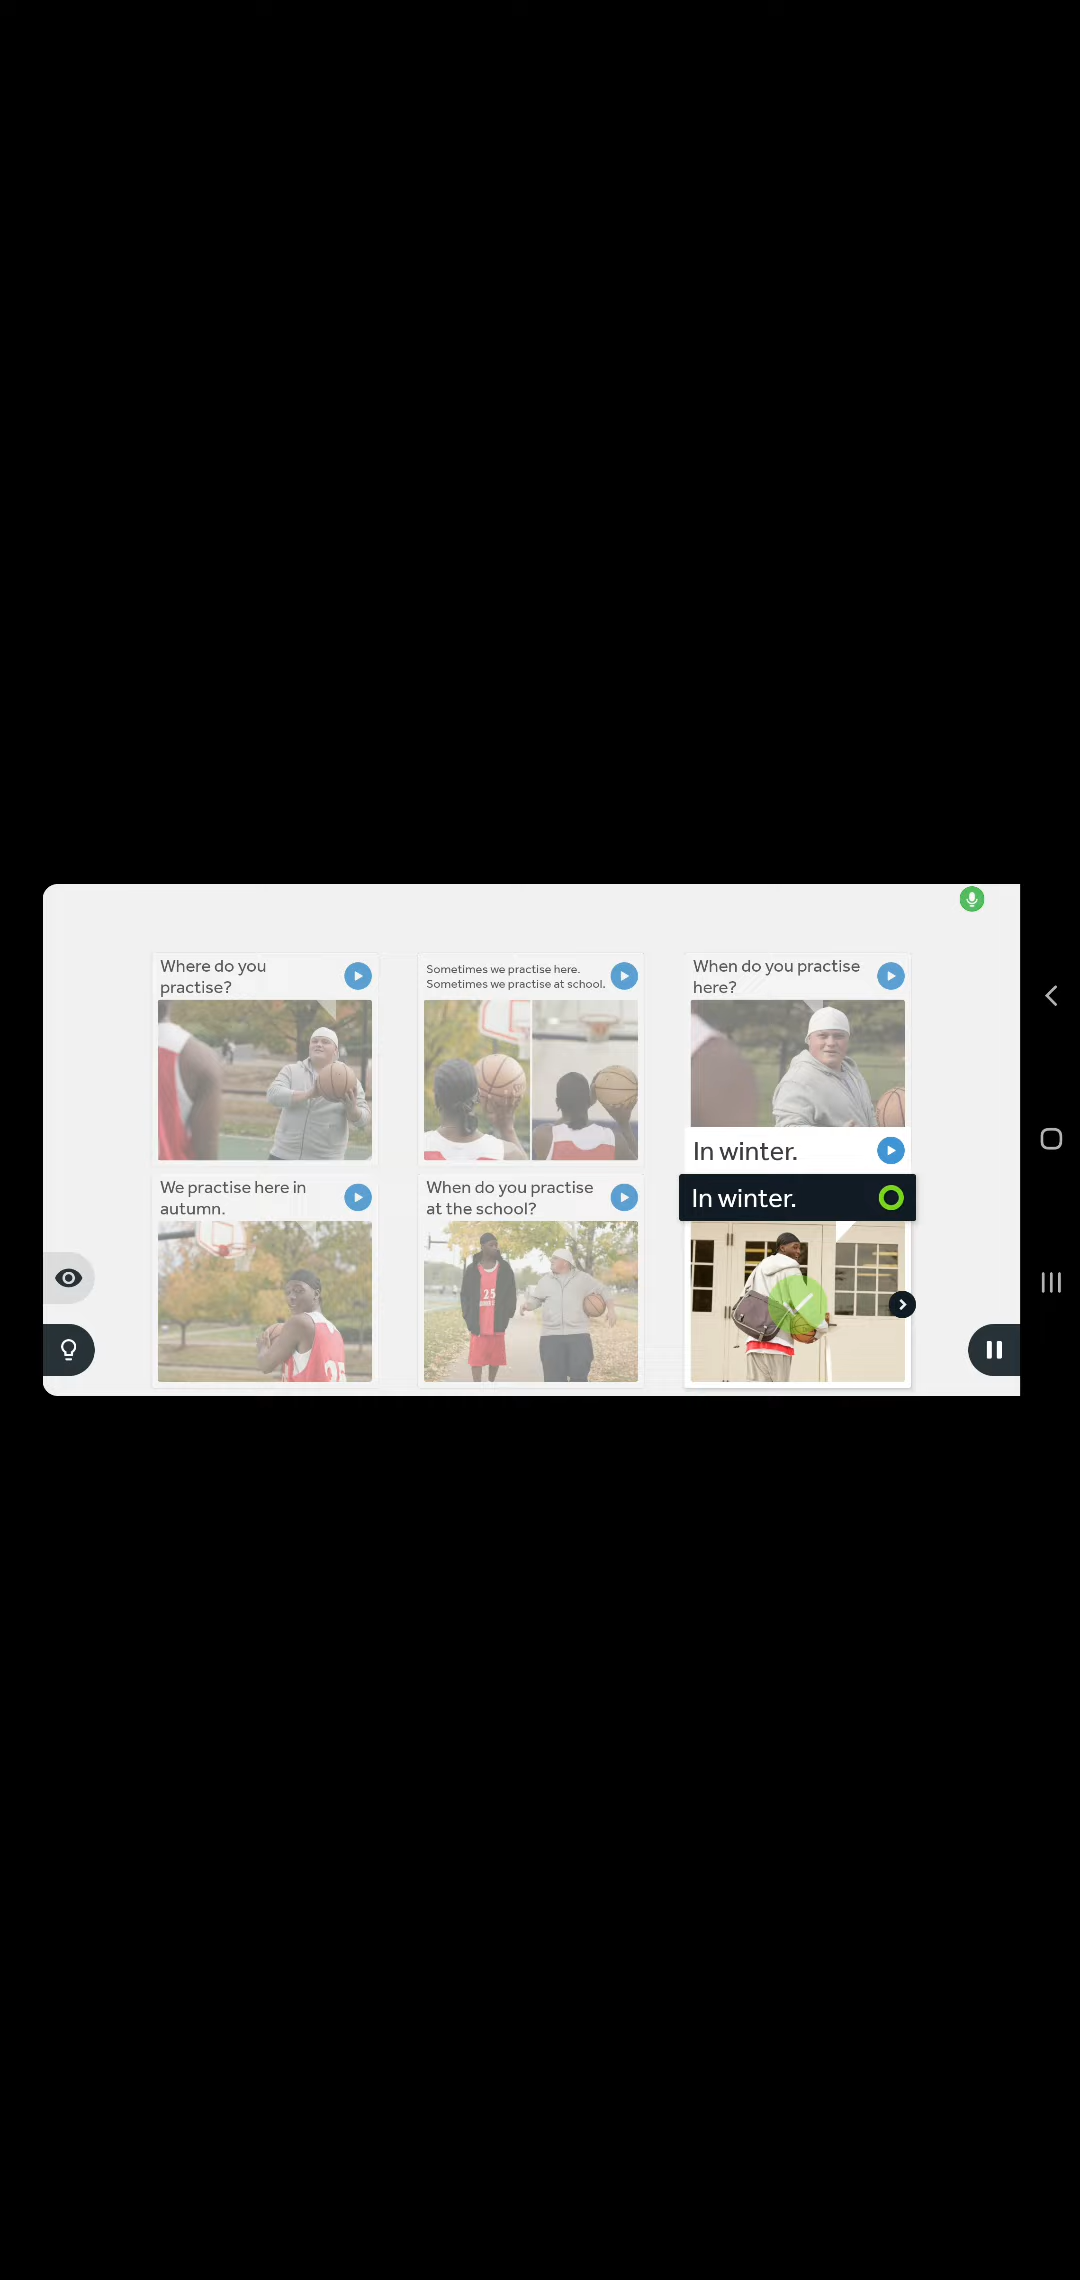 Where do you
practise?
Sometimes we practise here.
Sometimes we practise at school.
When do you practise
here?
In winter.
We practise here in
autumn.
When do you practise
at the school?
In winter.
25